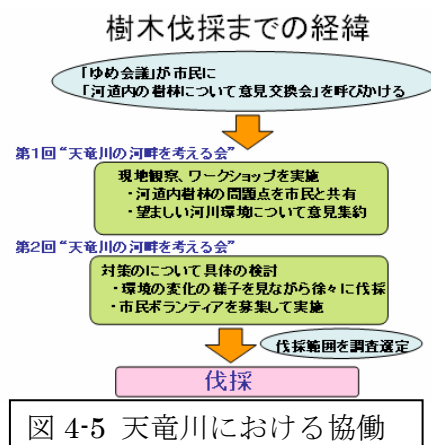 樹木伐採までの経緯
「ゆめ会議」が市民に
「河道内の樹林について意見交換会」を呼びかける
第1回“天竜川の河畔を考える会”
現地観察、ワークショップを実施
・河道内樹林の問題点を市民と共有
・望ましい河川環境について意見集約
第2回“天竜川の河畔を考える会”
対策のについて具体の検討
・環境の変化の様子を見ながら徐々に伐採
・市民ボランティアを募集して実施
伐採範囲を調査選定
伐採
図 4-5 天竜川における協働